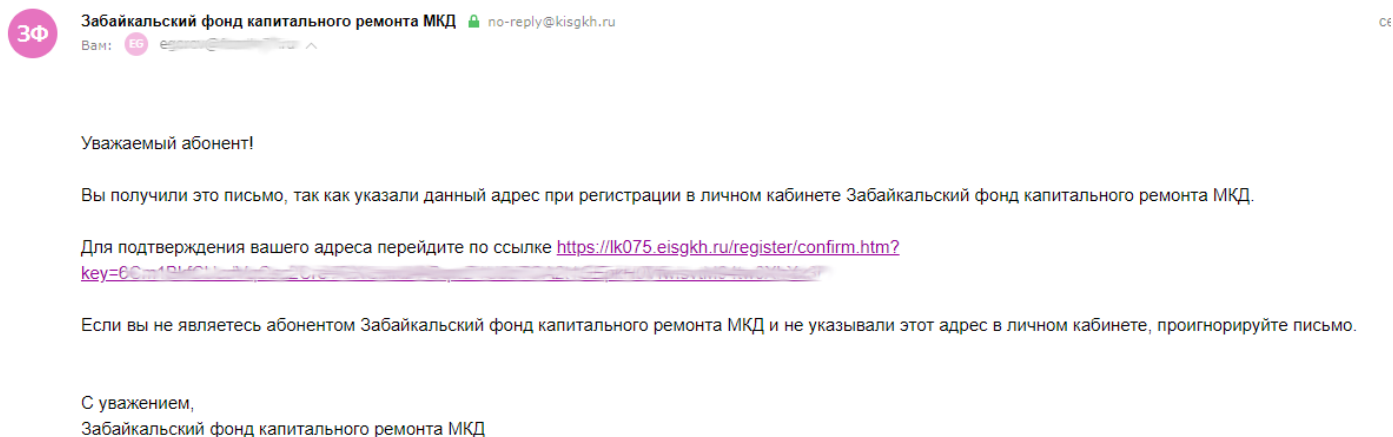 ЗФ
Забайкальский фонд капитального ремонта МКД no-reply@kisgkh.ru
Вам: EG
Уважаемый абонент!
Вы получили это письмо, так как указали данный адрес при регистрации в личном кабинете Забайкальский фонд капитального ремонта МКД.
Для подтверждения вашего адреса перейдите по ссылке https://lk075.eisgkh.ru/register/confirm.htm?
key=
Если вы не являетесь абонентом Забайкальский фонд капитального ремонта МКД и не указывали этот адрес в личном кабинете, проигнорируйте письмо.
С уважением,
Забайкальский фонд капитального ремонта МКД